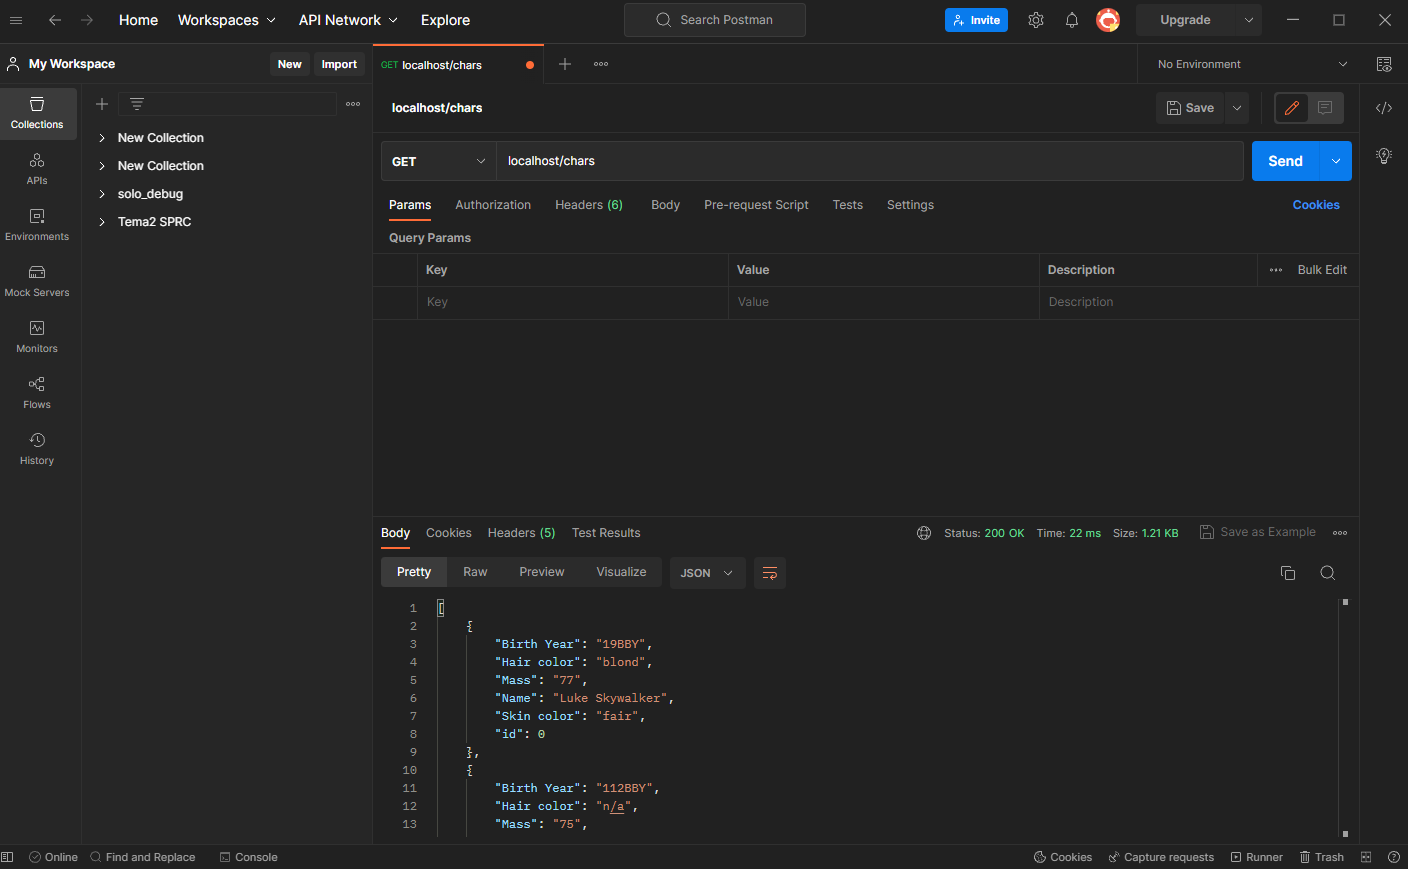 Home Workspaces API Network Explore Search Postman Invite Upgrade
My Workspace New Import GET localhost/chars No Environment
Collections
APIs
Environments
Mock Servers
Monitors
Flows
History
New Collection
New Collection
solo_debug
Tema2 SPRC
localhost/chars Save
GET localhost/chars Send
Params Authorization Headers (6) Body Pre-request Script Tests Settings Cookies
Query Params
Key Value Description Bulk Edit
Key Value Description
Body Cookies Headers (5) Test Results Status: 200 OK Time: 22 ms Size: 1.21 KB Save as Example
Pretty Raw Preview Visualize JSON
1 [
2 {
3 "Birth Year": "19BBY",
4 "Hair color": "blond",
5 "Mass": "77",
6 "Name": "Luke Skywalker",
7 "Skin color": "fair",
8 "id": 0
9 },
10 {
11 "Birth Year": "112BBY",
12 "Hair color": "n/a",
13 "Mass": "75",
Online Find and Replace Console Cookies Capture requests Runner Trash